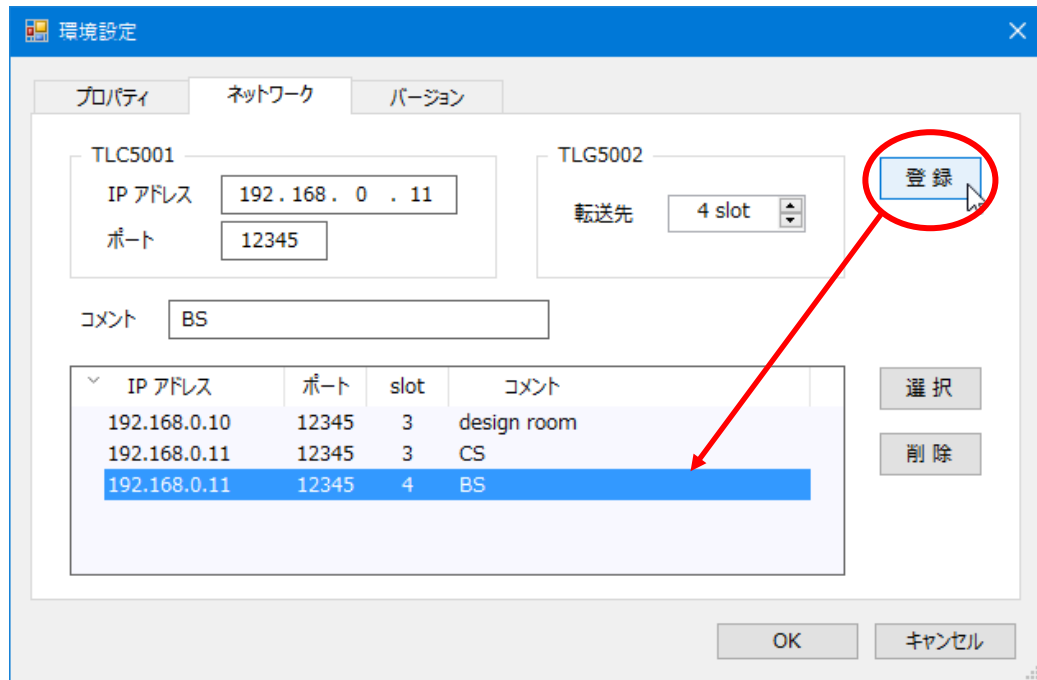 環境設定
プロパティ ネットワーク バージョン
TLC5001
IP アドレス 192 . 168 . 0 . 11
ポート 12345
TLG5002
転送先 4 slot
登 録
コメント BS
IP アドレス ポート slot コメント
192.168.0.10 12345 3 design room
192.168.0.11 12345 3 CS
192.168.0.11 12345 4 BS
選 択
削 除
OK キャンセル